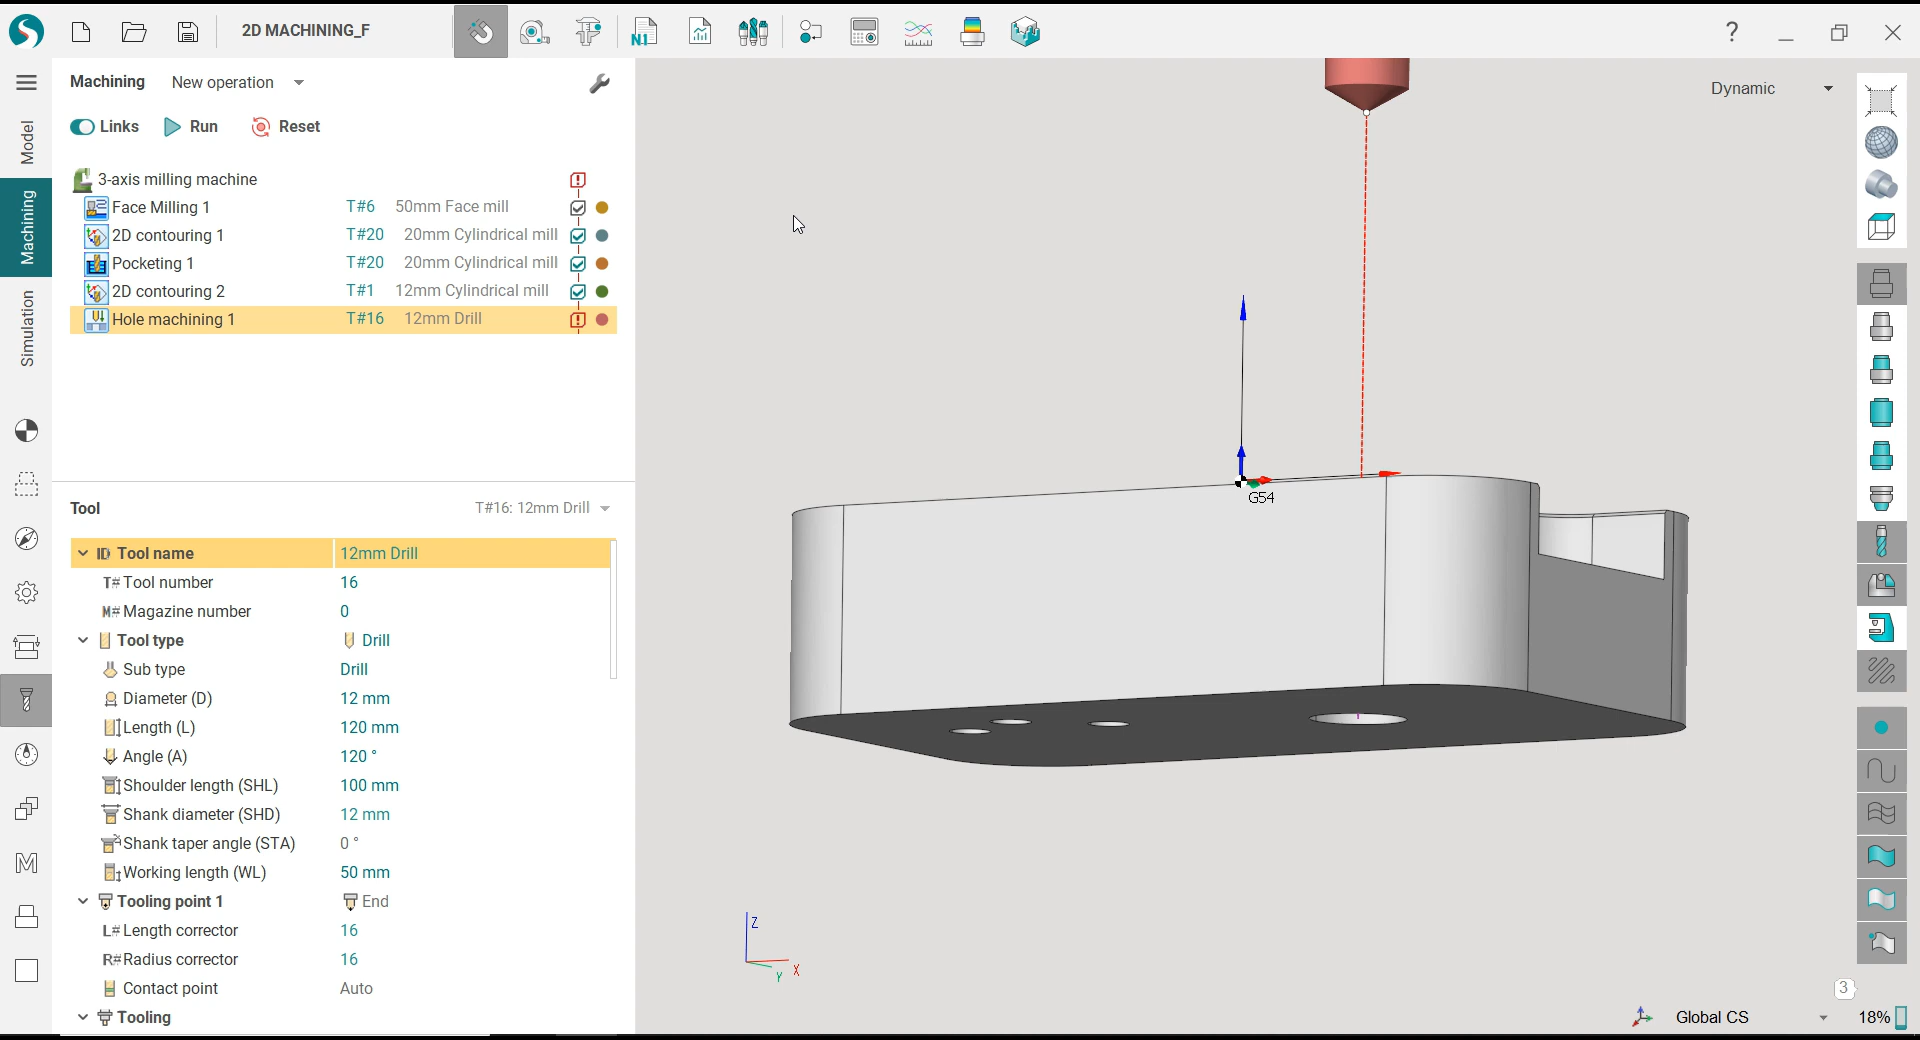 2D MACHINING_F
N1
?
Machining
New operation
Dynamic
Links
Run
Reset
Model
Machining
Simulation
3-axis milling machine
Face Milling 1 T#6 50mm Face mill
2D contouring 1 T#20 20mm Cylindrical mill
Pocketing 1 T#20 20mm Cylindrical mill
2D contouring 2 T#1 12mm Cylindrical mill
Hole machining 1 T#16 12mm Drill
G54
Tool T#16: 12mm Drill
ID Tool name 12mm Drill
T# Tool number 16
M# Magazine number 0
Tool type Drill
Sub type Drill
Diameter (D) 12 mm
Length (L) 120 mm
Angle (A) 120 °
Shoulder length (SHL) 100 mm
Shank diameter (SHD) 12 mm
Shank taper angle (STA) 0 °
Working length (WL) 50 mm
Tooling point 1 End
L# Length corrector 16
R# Radius corrector 16
Contact point Auto
Tooling
M
Z
X
Y
3
Global CS
18%